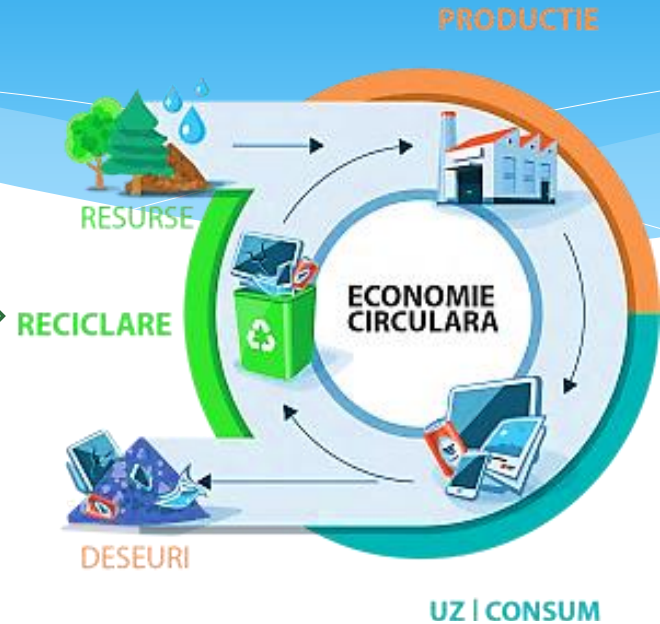 PRODUCTIE
RESURSE
RECICLARE
ECONOMIE
CIRCULARA
DESEURI
UZ | CONSUM